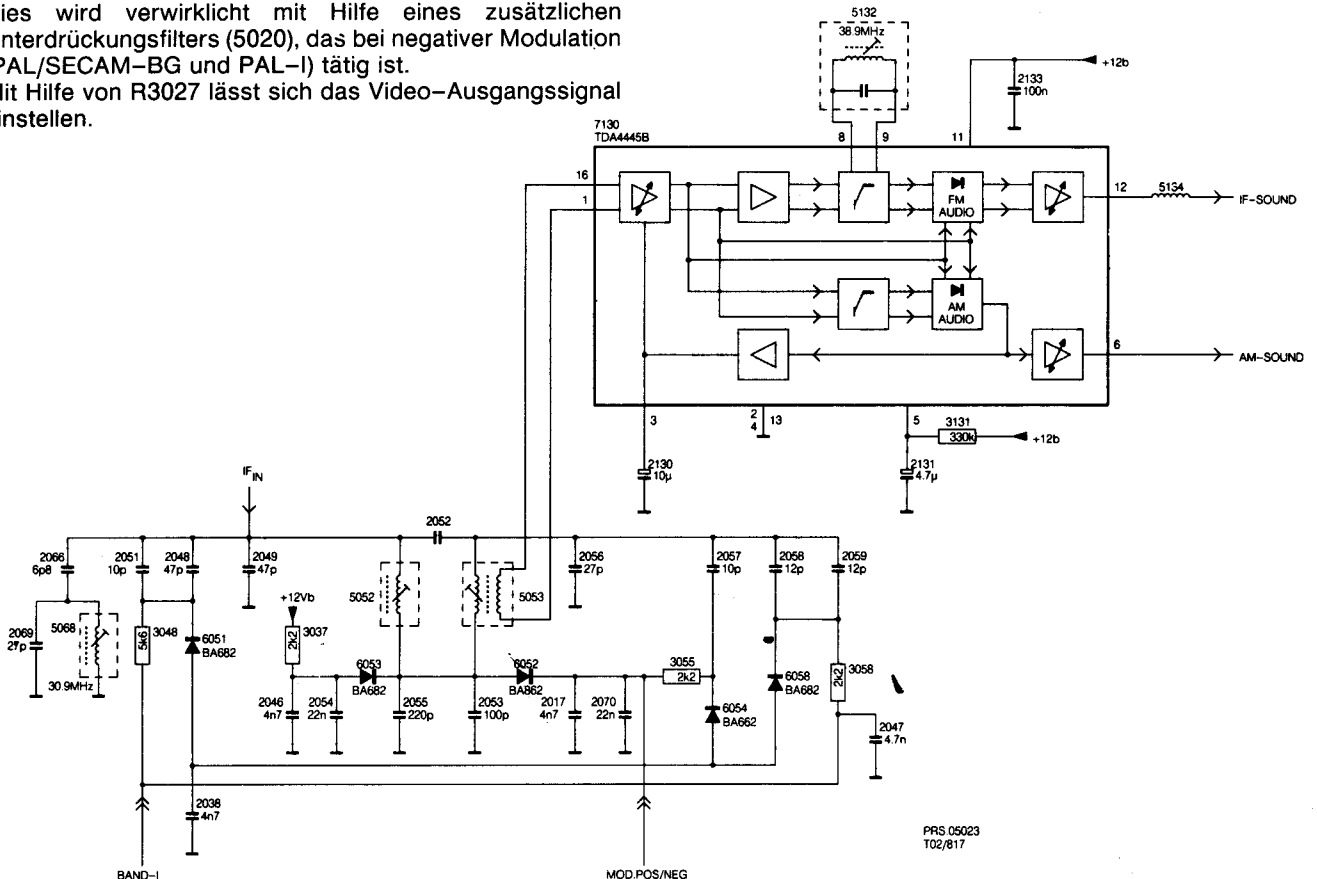 ies wird verwirklicht mit Hilfe eines zusätzlichen
nterdrückungsfilters (5020), das bei negativer Modulation
PAL/SECAM–BG und PAL–I) tätig ist.
lit Hilfe von R3027 lässt sich das Video–Ausgangssignal
instellen.
5132
38.9MHz
+12b
2133
100n
7130
TDA4445B
8
9
11
16
1
FM
AUDIO
12
5134
IF-SOUND
AM
AUDIO
6
AM-SOUND
3
2
4
13
5
3131
330k
+12b
2130
10µ
2131
4.7µ
IF IN
2052
2066
6p8
2051
10p
2048
47p
2049
47p
2056
27p
2057
10p
2058
12p
2059
12p
5052
5053
+12Vb
2069
27p
5068
30.9MHz
3048
5k6
6051
BA682
3037
2k2
6053
BA682
6052
BA862
3055
2k2
6058
BA682
3058
2k2
2046
4n7
2054
22n
2055
220p
2053
100p
2017
4n7
2070
22n
6054
BA662
2047
4.7n
2038
4n7
BAND-I
MOD.POS/NEG
PRS.05023
T02/817